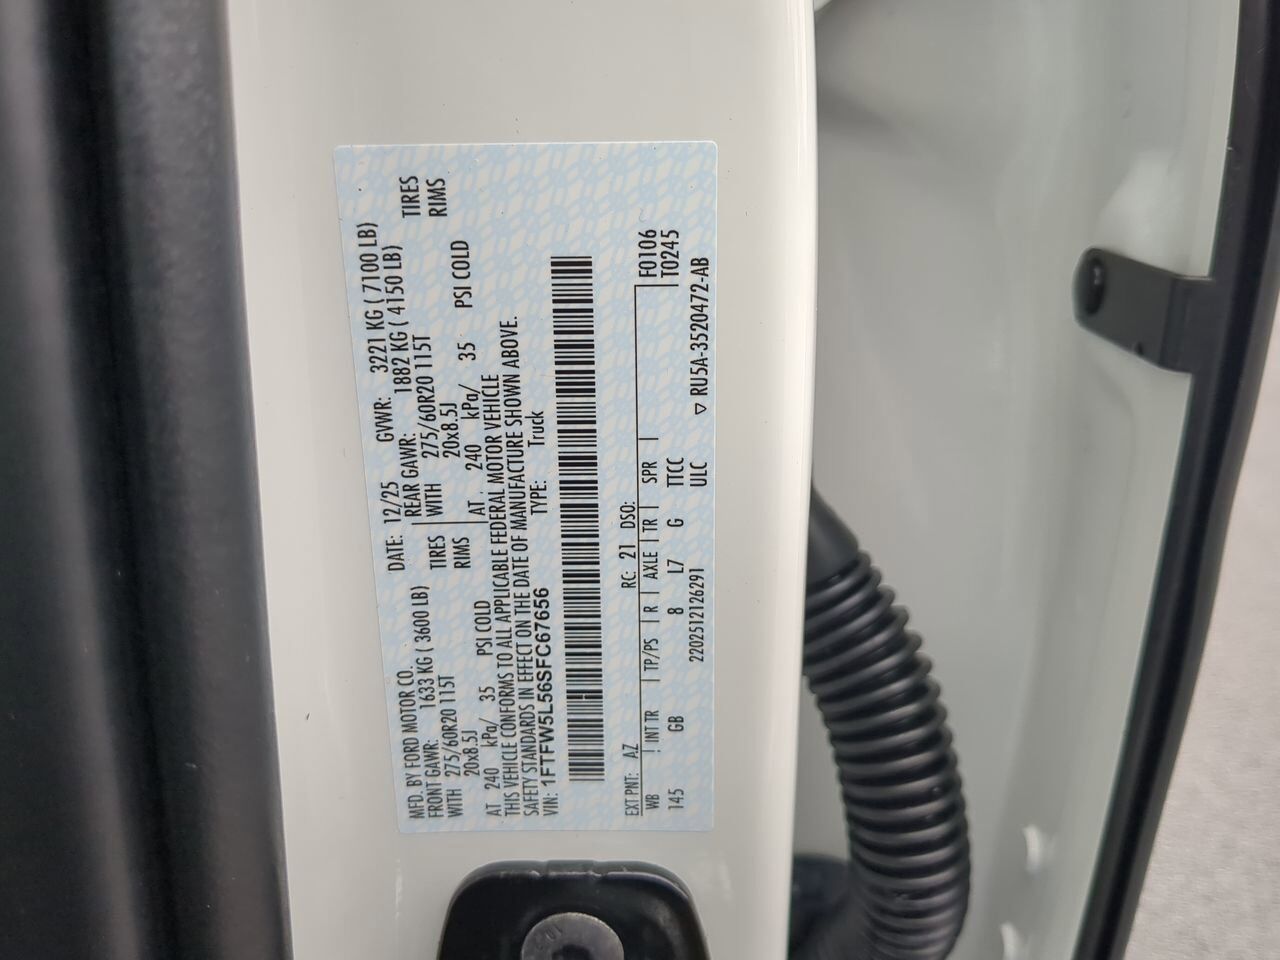 MFD. BY FORD MOTOR CO.
DATE: 12/25 GVWR: 3221 KG ( 7100 LB)
FRONT GAWR: 1633 KG ( 3600 LB)
REAR GAWR: 1882 KG ( 4150 LB)
WITH 275/60R20 115T TIRES
WITH 275/60R20 115T TIRES
20x8.5J RIMS
20x8.5J RIMS
AT 240 kPa/ 35 PSI COLD
AT 240 kPa/ 35 PSI COLD
THIS VEHICLE CONFORMS TO ALL APPLICABLE FEDERAL MOTOR VEHICLE
SAFETY STANDARDS IN EFFECT ON THE DATE OF MANUFACTURE SHOWN ABOVE.
VIN: 1FTFW5L56SFC67656 TYPE: Truck
EXT PNT: AZ RC: 21 DSO: F0106
WB INT TR TP/PS R AXLE TR SPR T0245
145 GB 8 L7 G TTCC
2202512126291 ULC ▽ RU5A-3520472-AB